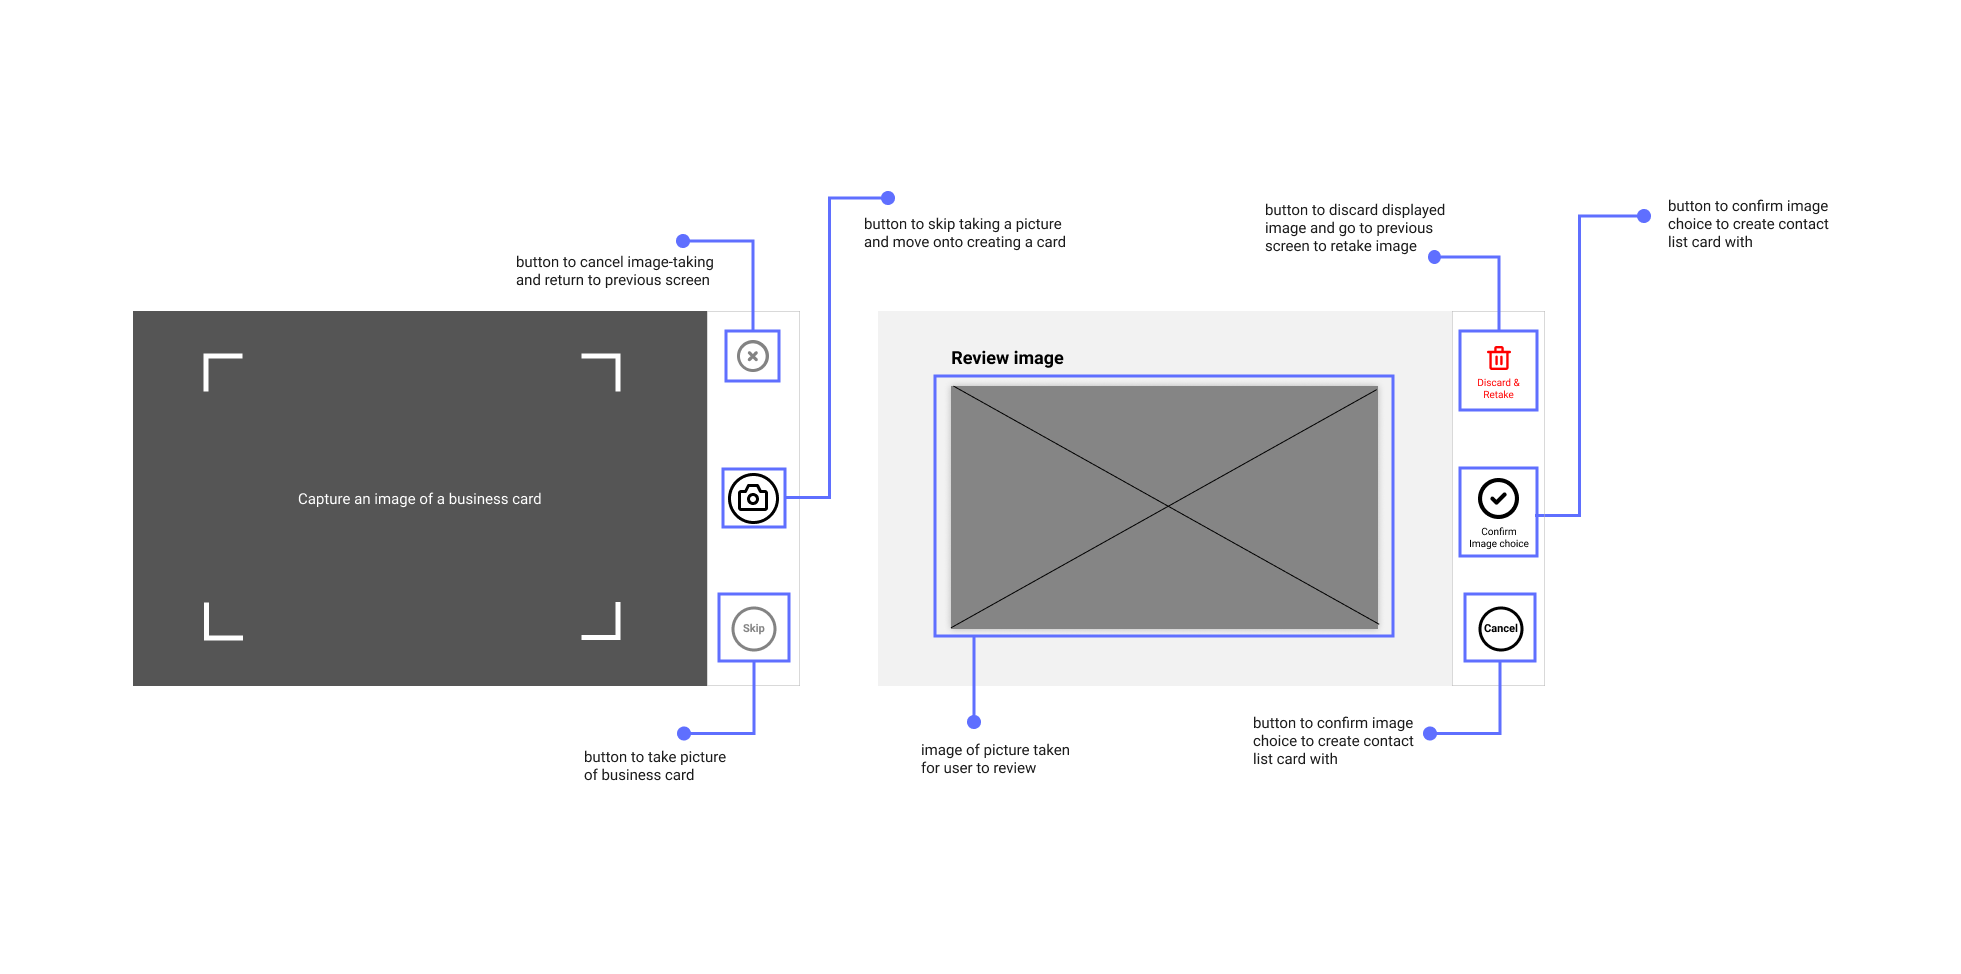 button to cancel image-taking
and return to previous screen
button to skip taking a picture
and move onto creating a card
Capture an image of a business card
Skip
button to take picture
of business card
button to discard displayed
image and go to previous
screen to retake image
button to confirm image
choice to create contact
list card with
Review image
Discard &
Retake
Confirm
Image choice
Cancel
image of picture taken
for user to review
button to confirm image
choice to create contact
list card with